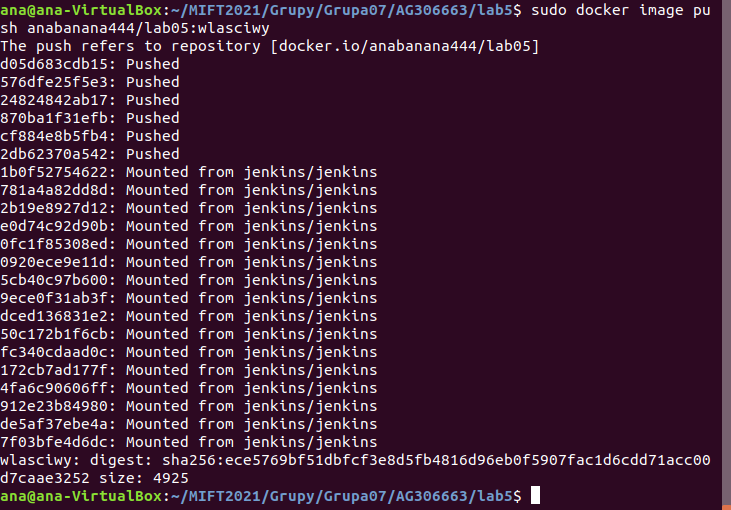 ana@ana-VirtualBox:~/MIFT2021/Grupy/Grupa07/AG306663/lab5$ sudo docker image pu
sh anabanana444/lab05:wlasciwy
The push refers to repository [docker.io/anabanana444/lab05]
d05d683cdb15: Pushed
576dfe25f5e3: Pushed
24824842ab17: Pushed
870ba1f31efb: Pushed
cf884e8b5fb4: Pushed
2db62370a542: Pushed
1b0f52754622: Mounted from jenkins/jenkins
781a4a82dd8d: Mounted from jenkins/jenkins
2b19e8927d12: Mounted from jenkins/jenkins
e0d74c92d90b: Mounted from jenkins/jenkins
0fc1f85308ed: Mounted from jenkins/jenkins
0920ece9e11d: Mounted from jenkins/jenkins
5cb40c97b600: Mounted from jenkins/jenkins
9ece0f31ab3f: Mounted from jenkins/jenkins
dced136831e2: Mounted from jenkins/jenkins
50c172b1f6cb: Mounted from jenkins/jenkins
fc340cdaad0c: Mounted from jenkins/jenkins
172cb7ad177f: Mounted from jenkins/jenkins
4fa6c90606ff: Mounted from jenkins/jenkins
912e23b84980: Mounted from jenkins/jenkins
de5af37ebe4a: Mounted from jenkins/jenkins
7f03bfe4d6dc: Mounted from jenkins/jenkins
wlasciwy: digest: sha256:ece5769bf51dbfcf3e8d5fb4816d96eb0f5907fac1d6cdd71acc00
d7caae3252 size: 4925
ana@ana-VirtualBox:~/MIFT2021/Grupy/Grupa07/AG306663/lab5$